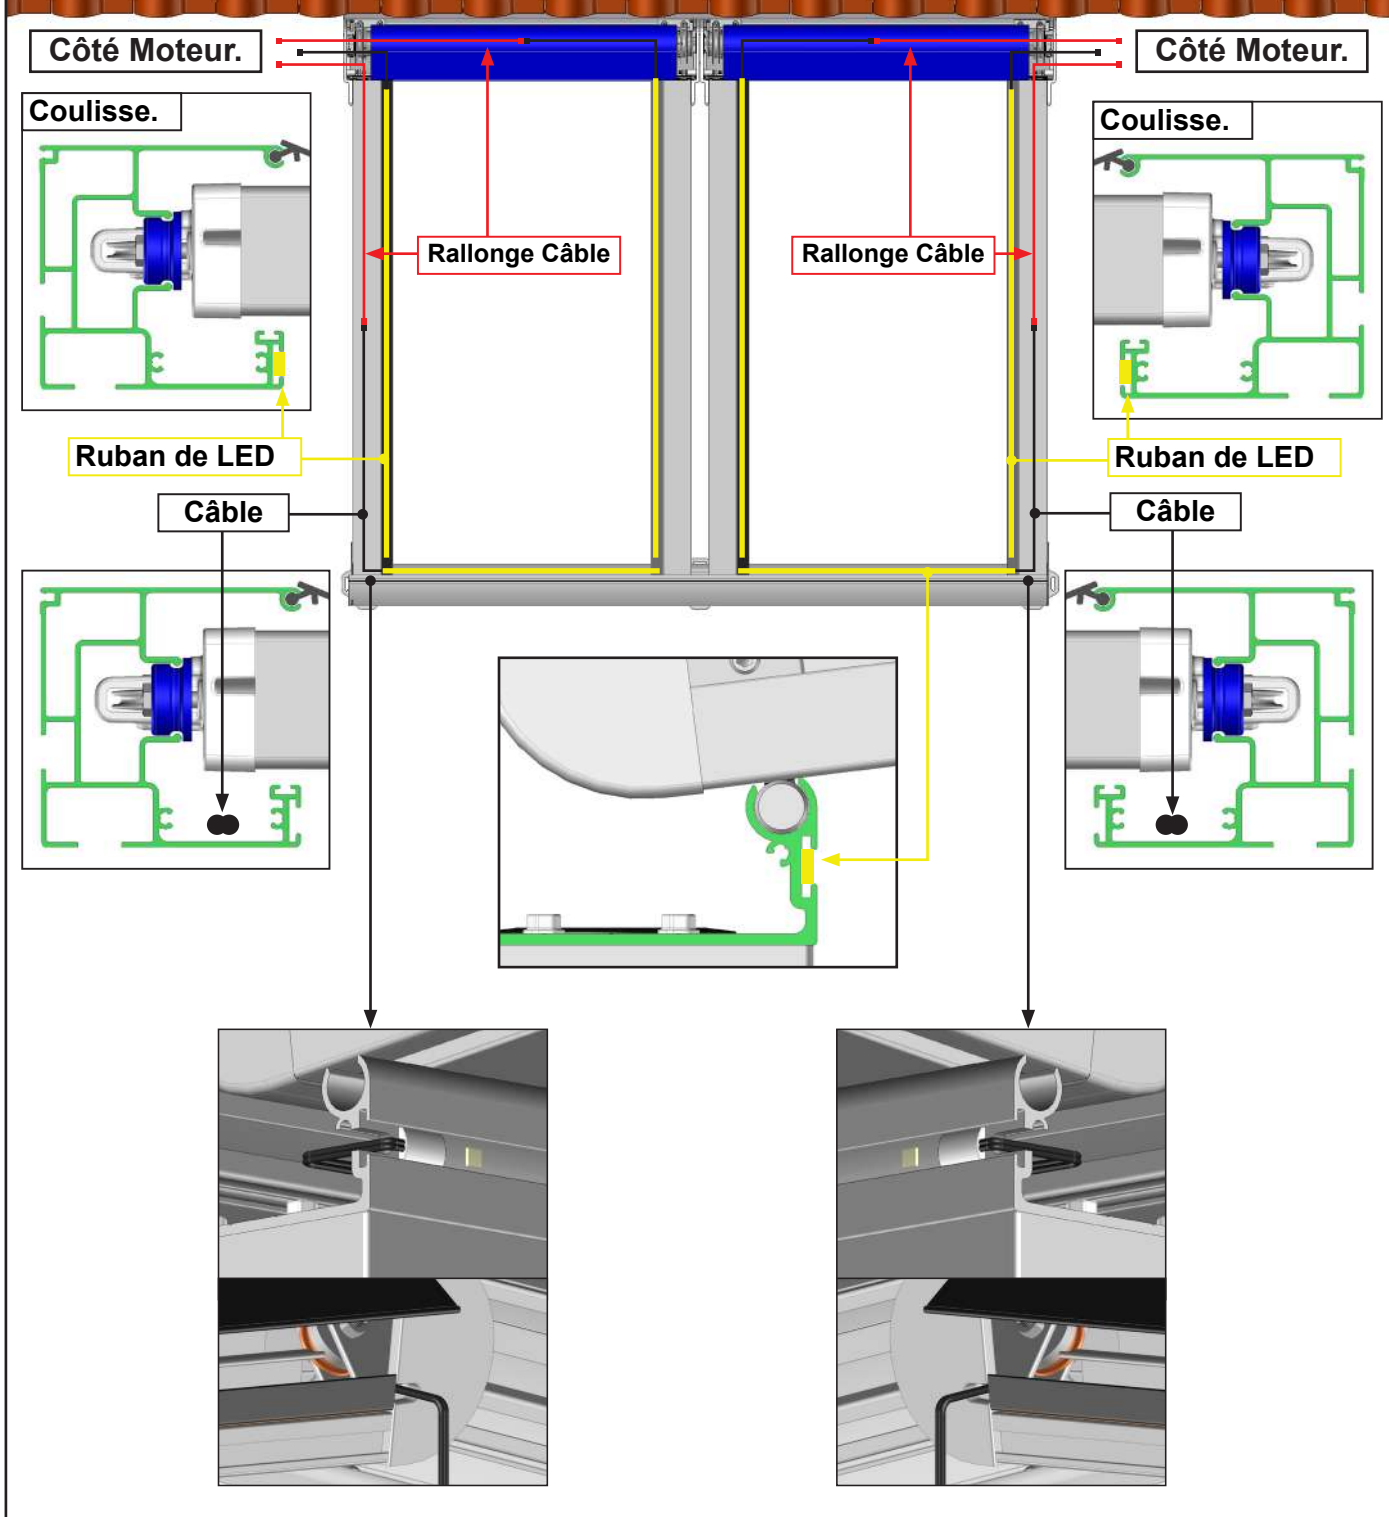 Côté Moteur.
Côté Moteur.
Coulisse.
Coulisse.
Rallonge Câble
Rallonge Câble
Ruban de LED
Ruban de LED
Câble
Câble